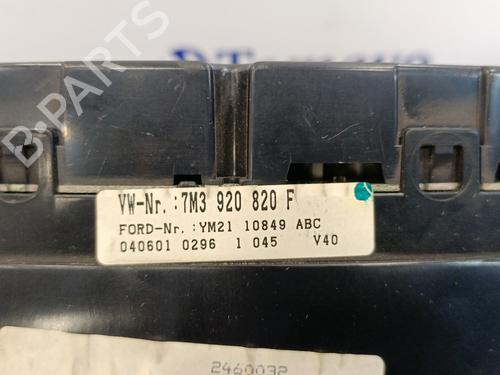 B-PARTS
VW-Nr.:7M3 920 820 F
FORD-Nr.:YM21 10849 ABC
040601 0296 1 045 V40
2460032